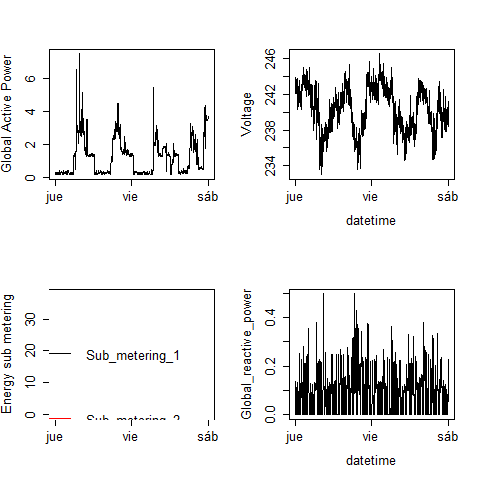 Global Active Power
0 2 4 6
jue vie sáb
Voltage
234 238 242 246
jue vie sáb
datetime
Energy sub metering
0 10 20 30
Sub_metering_1
Sub_metering_2
jue vie sáb
Global_reactive_power
0.0 0.2 0.4
jue vie sáb
datetime